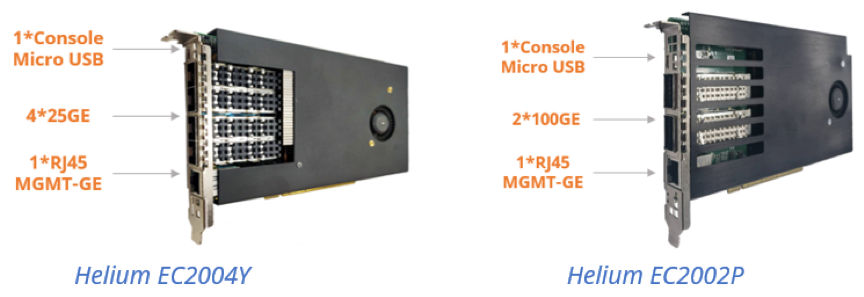 1*Console
Micro USB
4*25GE
1*RJ45
MGMT-GE
Helium EC2004Y
1*Console
Micro USB
2*100GE
1*RJ45
MGMT-GE
Helium EC2002P